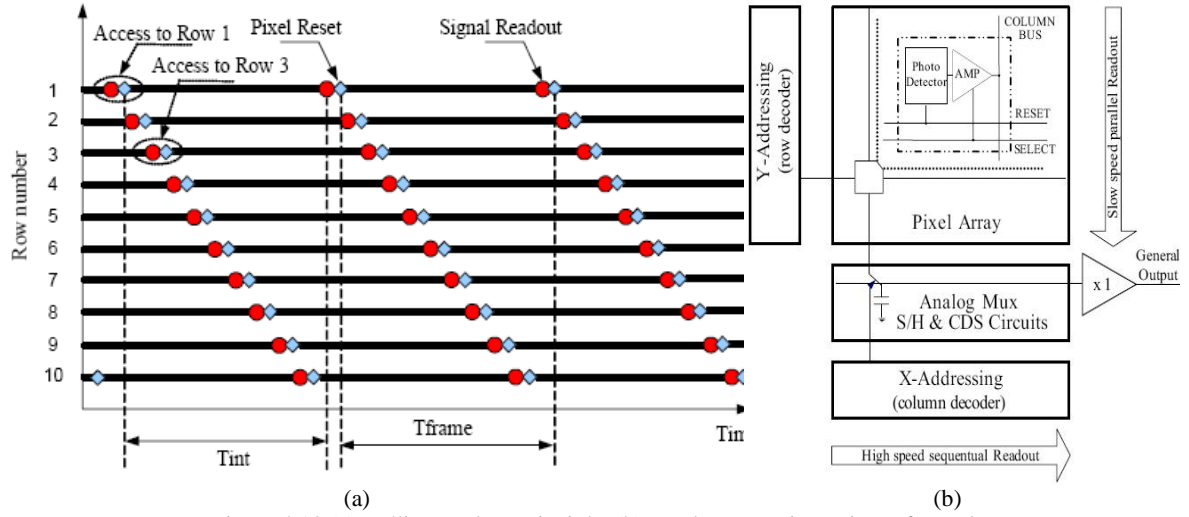 Access to Row 1
Pixel Reset
Signal Readout
Access to Row 3
Row number
1
2
3
4
5
6
7
8
9
10
Tint
Tframe
Tim
(a)
Y-Addressing
(row decoder)
COLUMN
BUS
Photo
Detector
AMP
RESET
SELECT
Pixel Array
Slow speed parallel Readout
Analog Mux
S/H & CDS Circuits
x 1
General
Output
X-Addressing
(column decoder)
High speed sequentual Readout
(b)